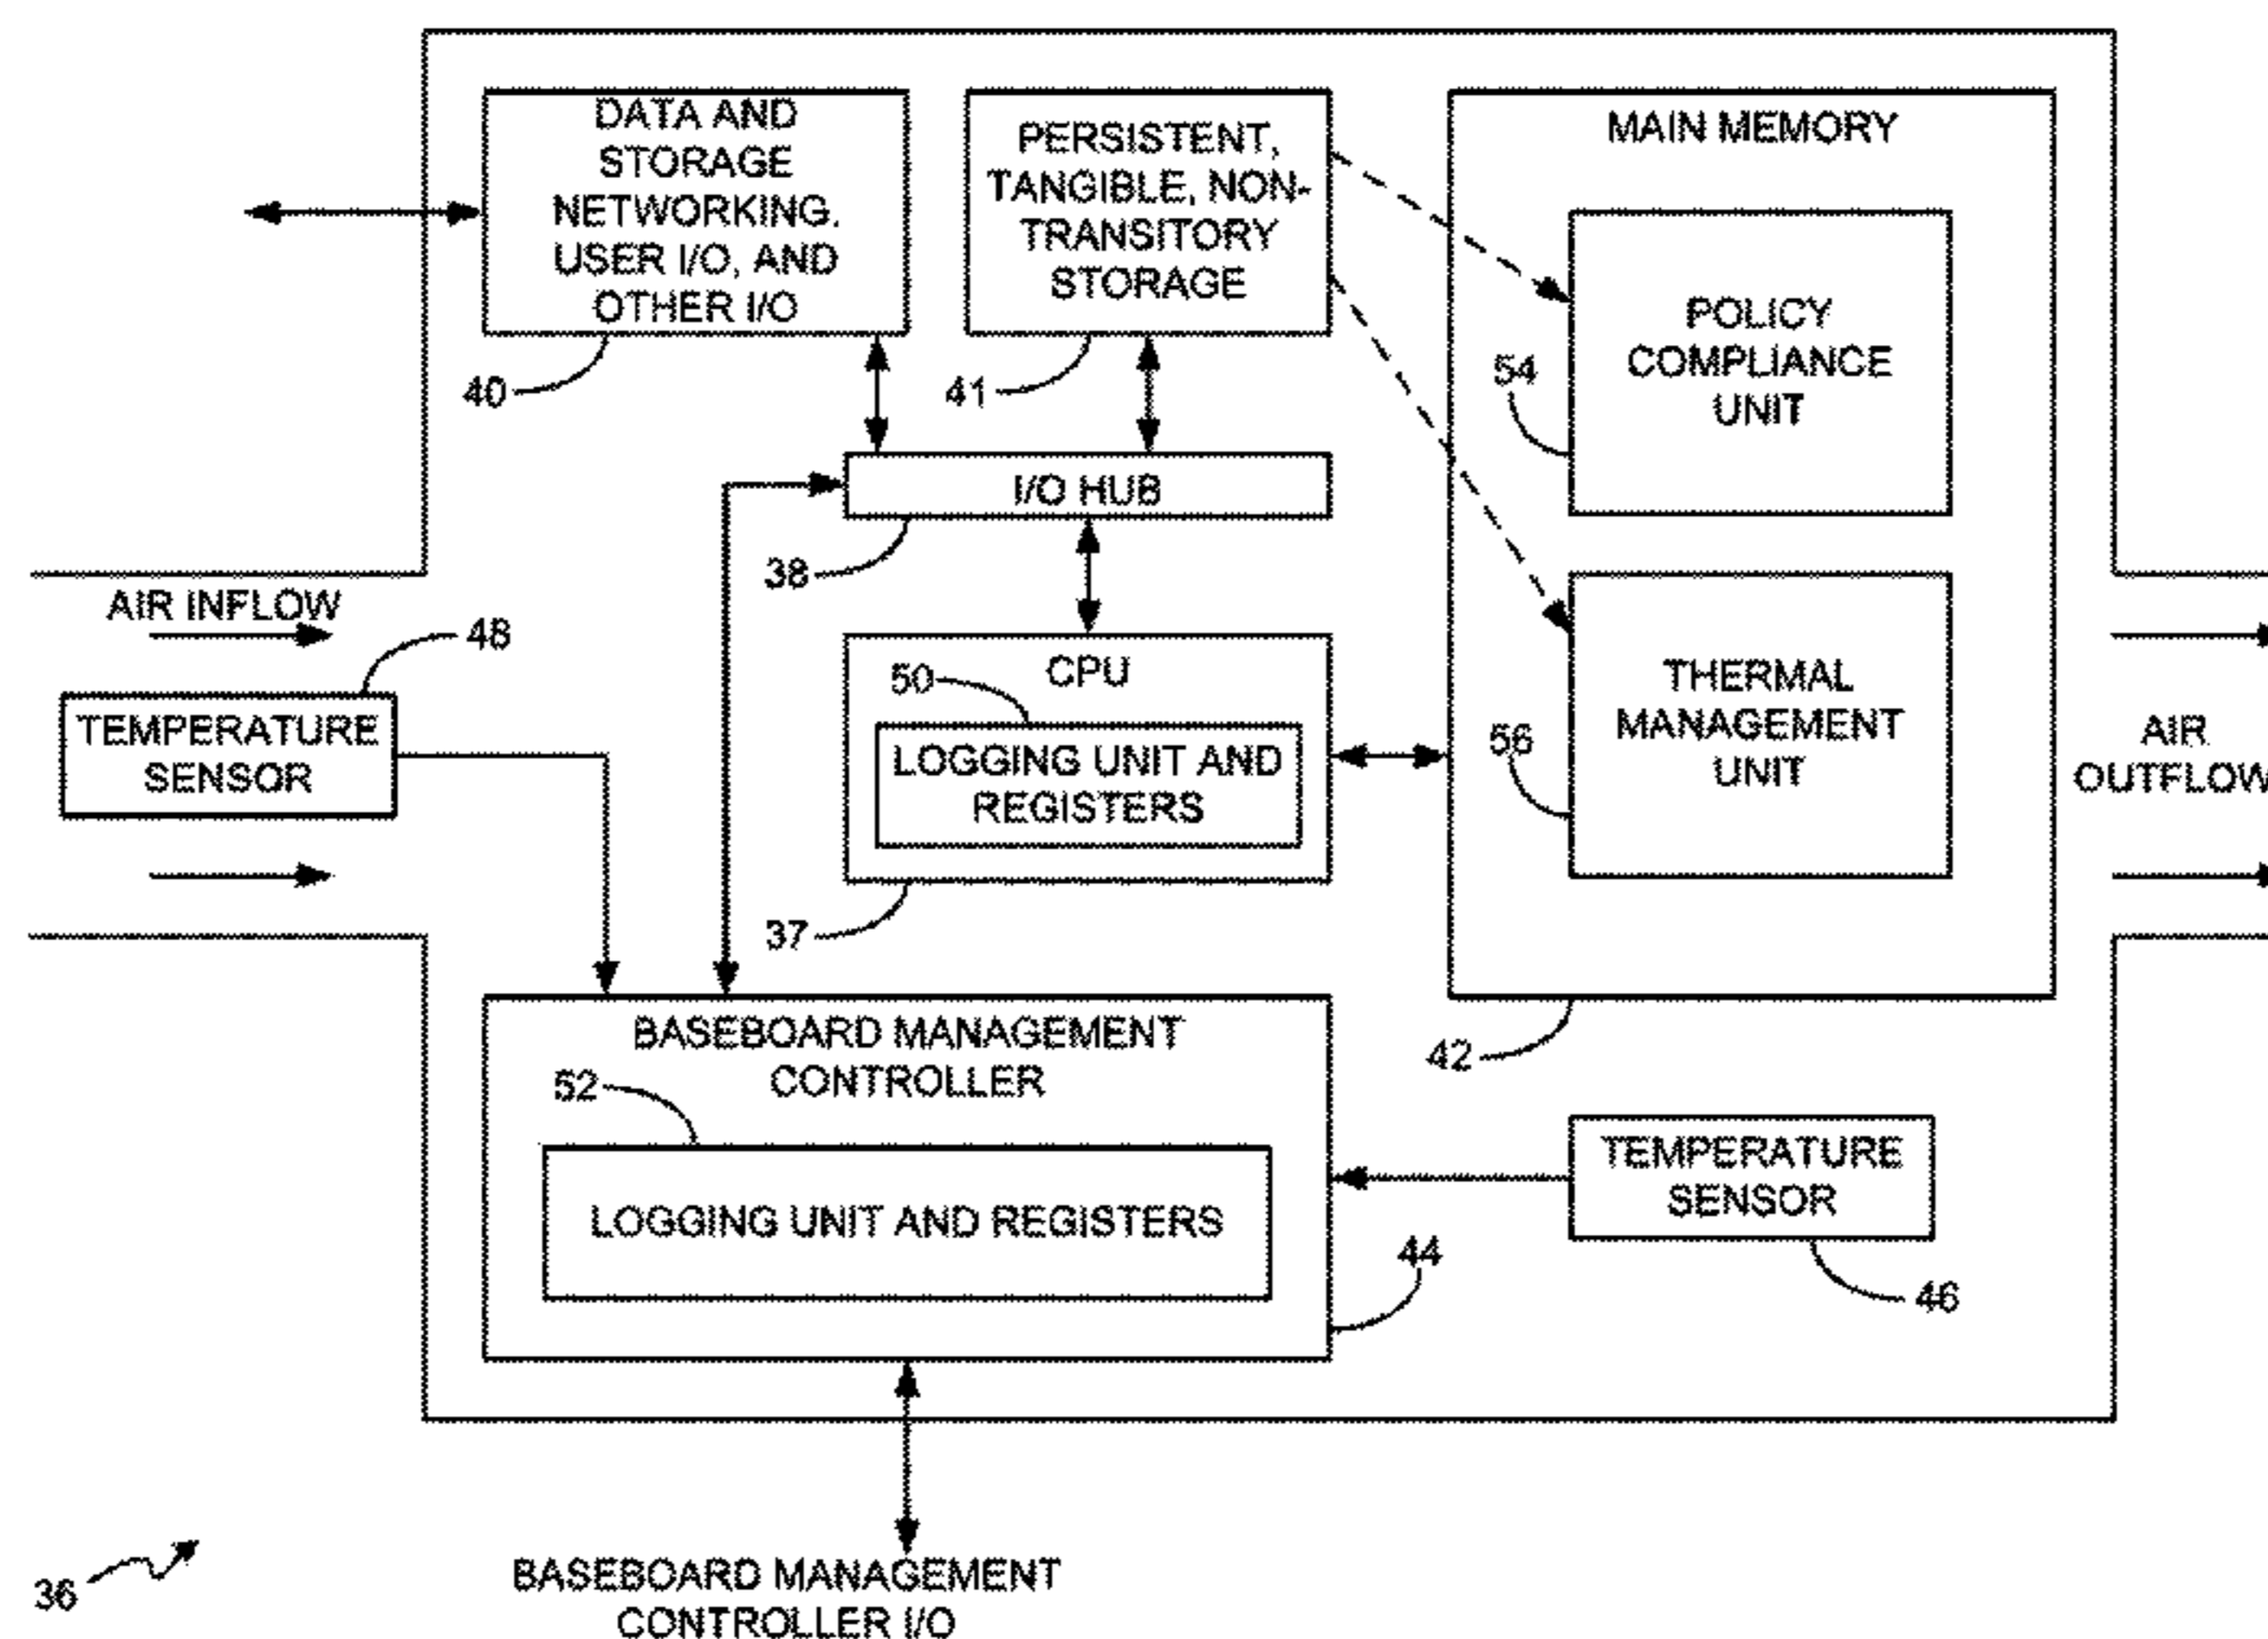 DATA AND
STORAGE
NETWORKING,
USER I/O, AND
OTHER I/O
40
PERSISTENT,
TANGIBLE, NON-
TRANSITORY
STORAGE
41
MAIN MEMORY
POLICY
COMPLIANCE
UNIT
54
I/O HUB
38
AIR INFLOW
48
TEMPERATURE
SENSOR
CPU
50
LOGGING UNIT AND
REGISTERS
37
THERMAL
MANAGEMENT
UNIT
56
AIR
OUTFLOW
42
BASEBOARD MANAGEMENT
CONTROLLER
52
LOGGING UNIT AND REGISTERS
44
TEMPERATURE
SENSOR
46
36
BASEBOARD MANAGEMENT
CONTROLLER I/O